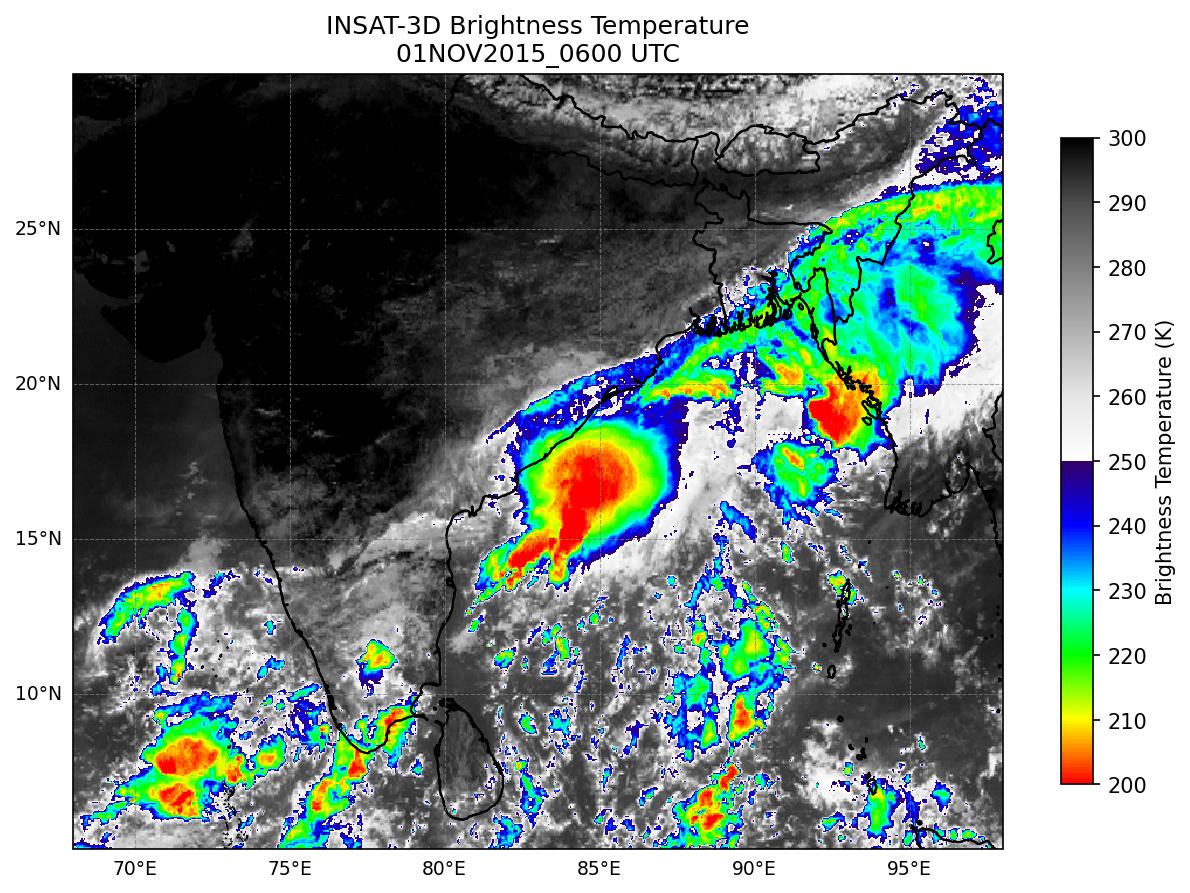 INSAT-3D Brightness Temperature
01NOV2015_0600 UTC
25°N
20°N
15°N
10°N
70°E
75°E
80°E
85°E
90°E
95°E
300
290
280
270
260
250
240
230
220
210
200
Brightness Temperature (K)